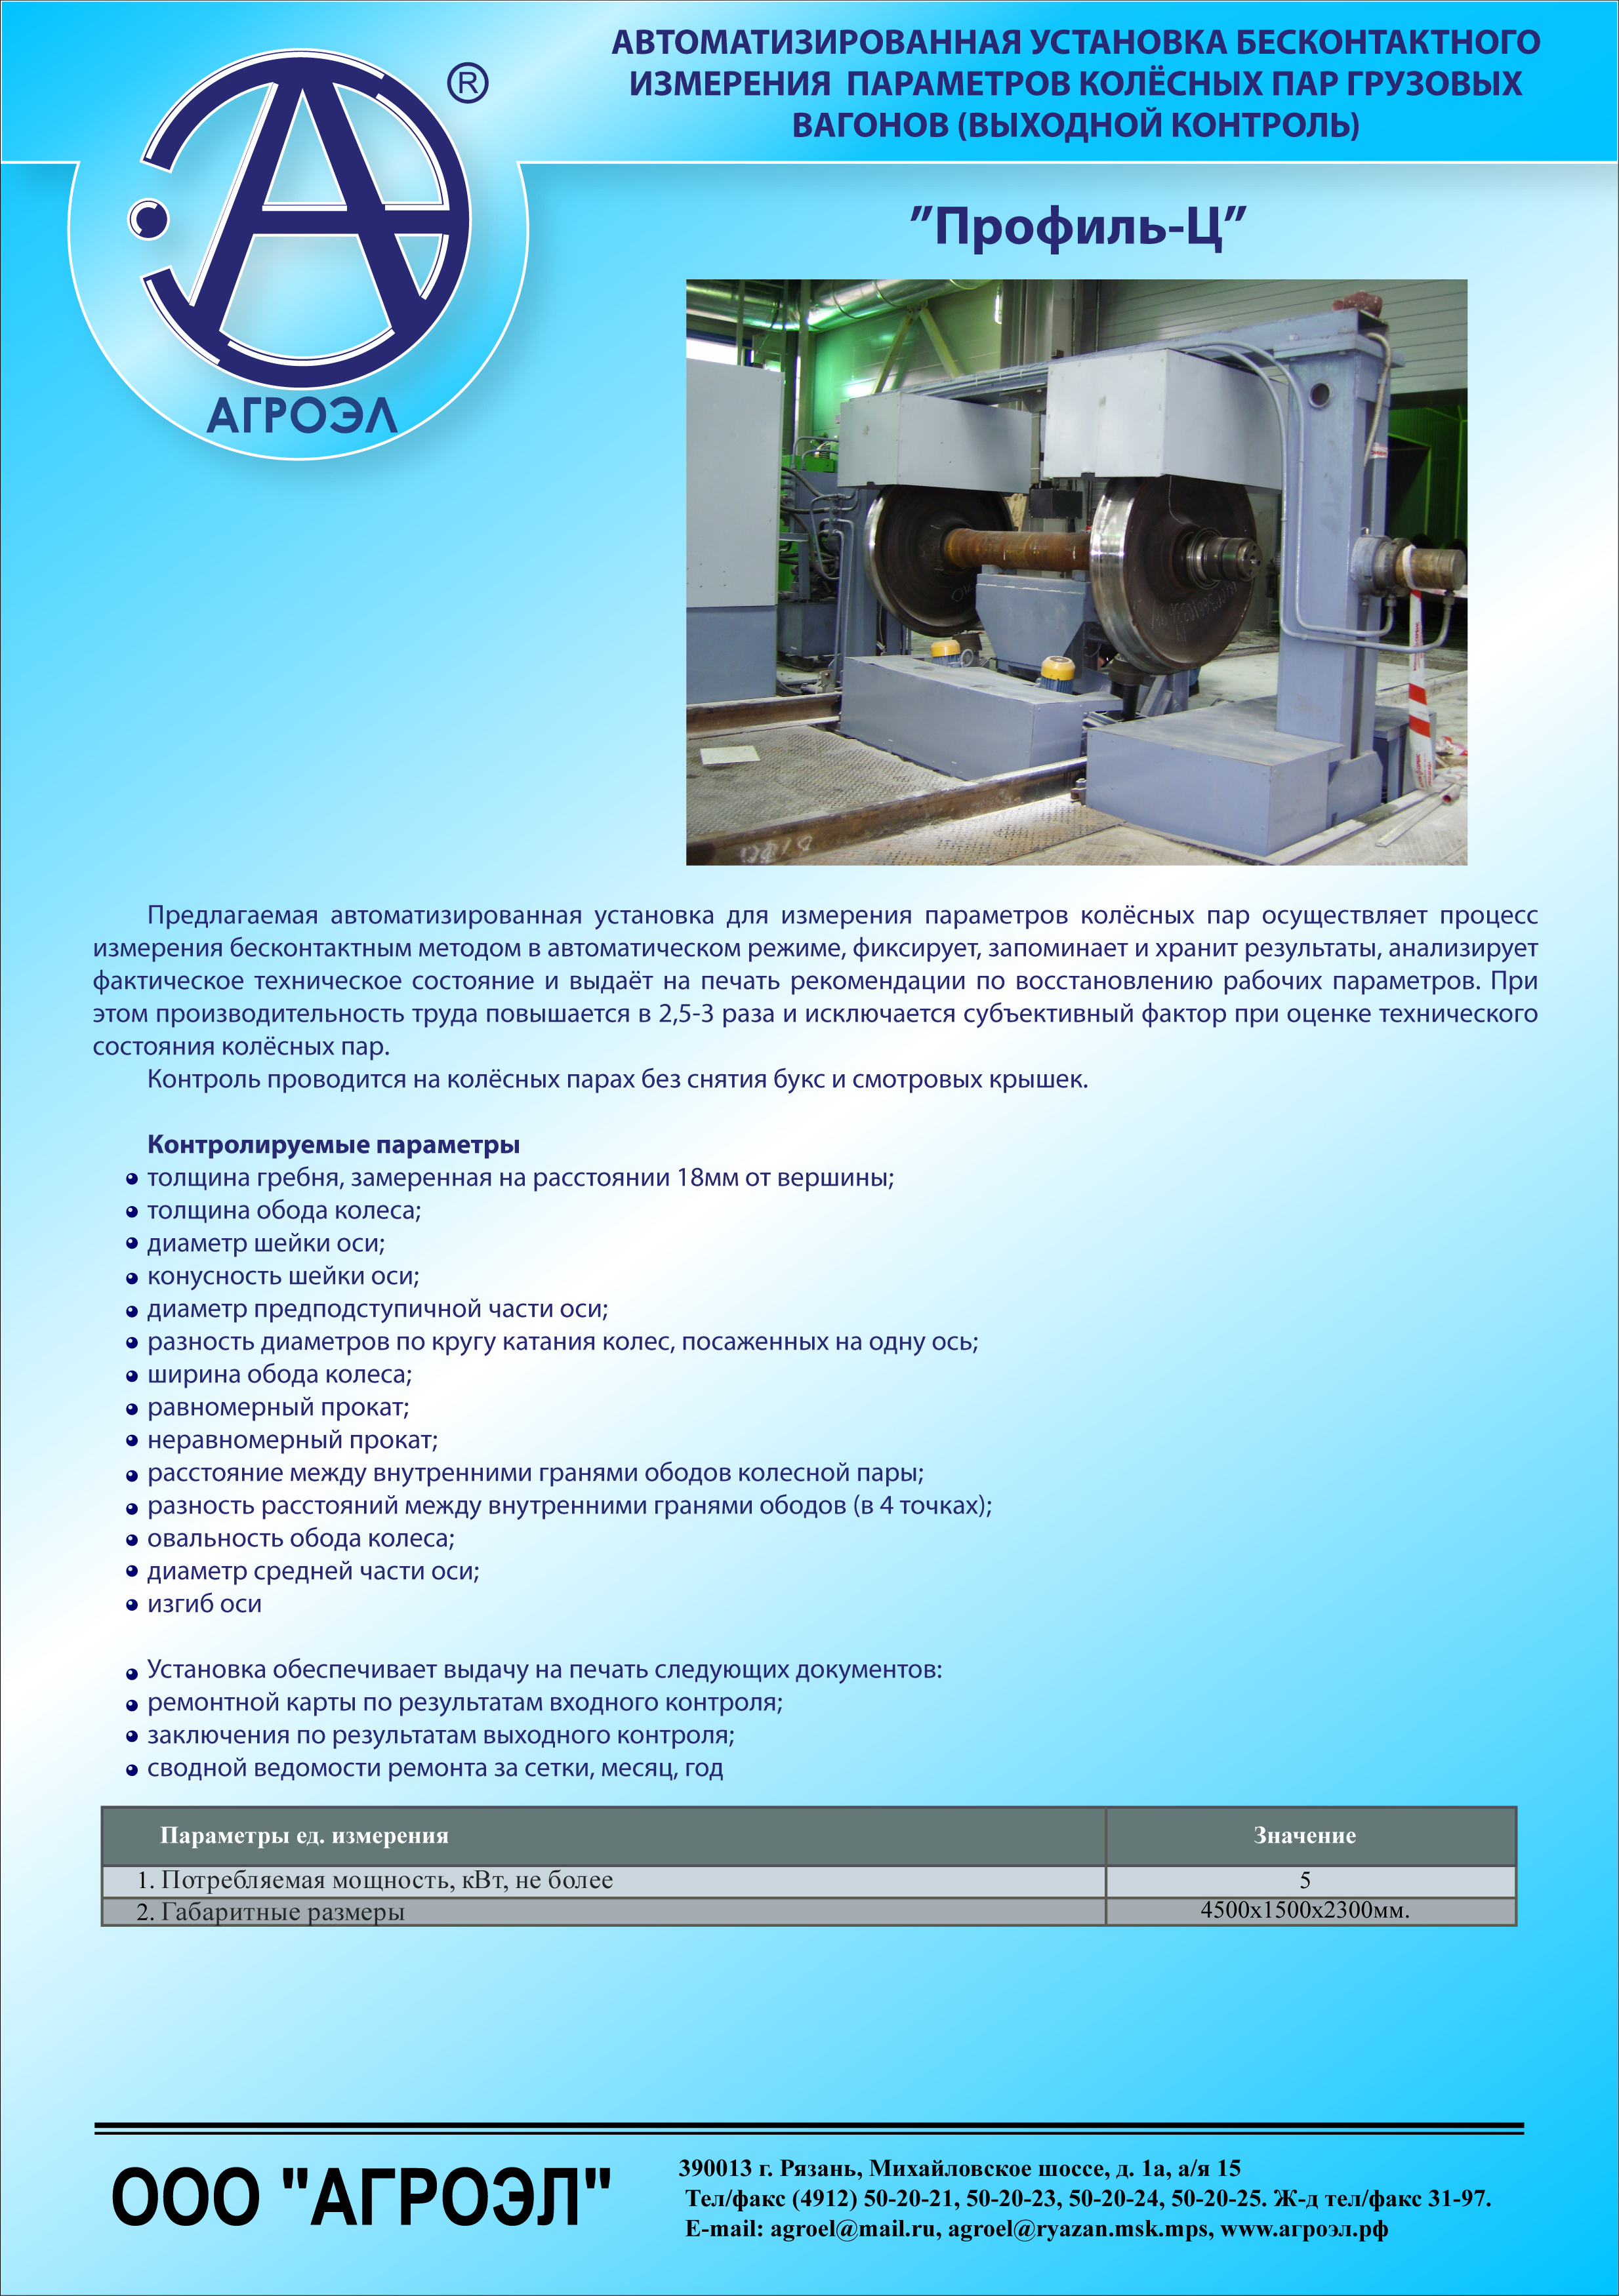 АВТОМАТИЗИРОВАННАЯ УСТАНОВКА БЕСКОНТАКТНОГО
ИЗМЕРЕНИЯ ПАРАМЕТРОВ КОЛЁСНЫХ ПАР ГРУЗОВЫХ
ВАГОНОВ (ВЫХОДНОЙ КОНТРОЛЬ)
®
АГРОЭЛ
”Профиль-Ц”
Предлагаемая автоматизированная установка для измерения параметров колёсных пар осуществляет процесс
измерения бесконтактным методом в автоматическом режиме, фиксирует, запоминает и хранит результаты, анализирует
фактическое техническое состояние и выдаёт на печать рекомендации по восстановлению рабочих параметров. При
этом производительность труда повышается в 2,5-3 раза и исключается субъективный фактор при оценке технического
состояния колёсных пар.
Контроль проводится на колёсных парах без снятия букс и смотровых крышек.
Контролируемые параметры
толщина гребня, замеренная на расстоянии 18мм от вершины;
толщина обода колеса;
диаметр шейки оси;
конусность шейки оси;
диаметр предподступичной части оси;
разность диаметров по кругу катания колес, посаженных на одну ось;
ширина обода колеса;
равномерный прокат;
неравномерный прокат;
расстояние между внутренними гранями ободов колесной пары;
разность расстояний между внутренними гранями ободов (в 4 точках);
овальность обода колеса;
диаметр средней части оси;
изгиб оси
Установка обеспечивает выдачу на печать следующих документов:
ремонтной карты по результатам входного контроля;
заключения по результатам выходного контроля;
сводной ведомости ремонта за сетки, месяц, год
Параметры ед. измерения Значение
1. Потребляемая мощность, кВт, не более 5
2. Габаритные размеры 4500х1500х2300мм.
ООО "АГРОЭЛ"
390013 г. Рязань, Михайловское шоссе, д. 1а, а/я 15
Тел/факс (4912) 50-20-21, 50-20-23, 50-20-24, 50-20-25. Ж-д тел/факс 31-97.
E-mail: agroel@mail.ru, agroel@ryazan.msk.mps, www.агроэл.рф